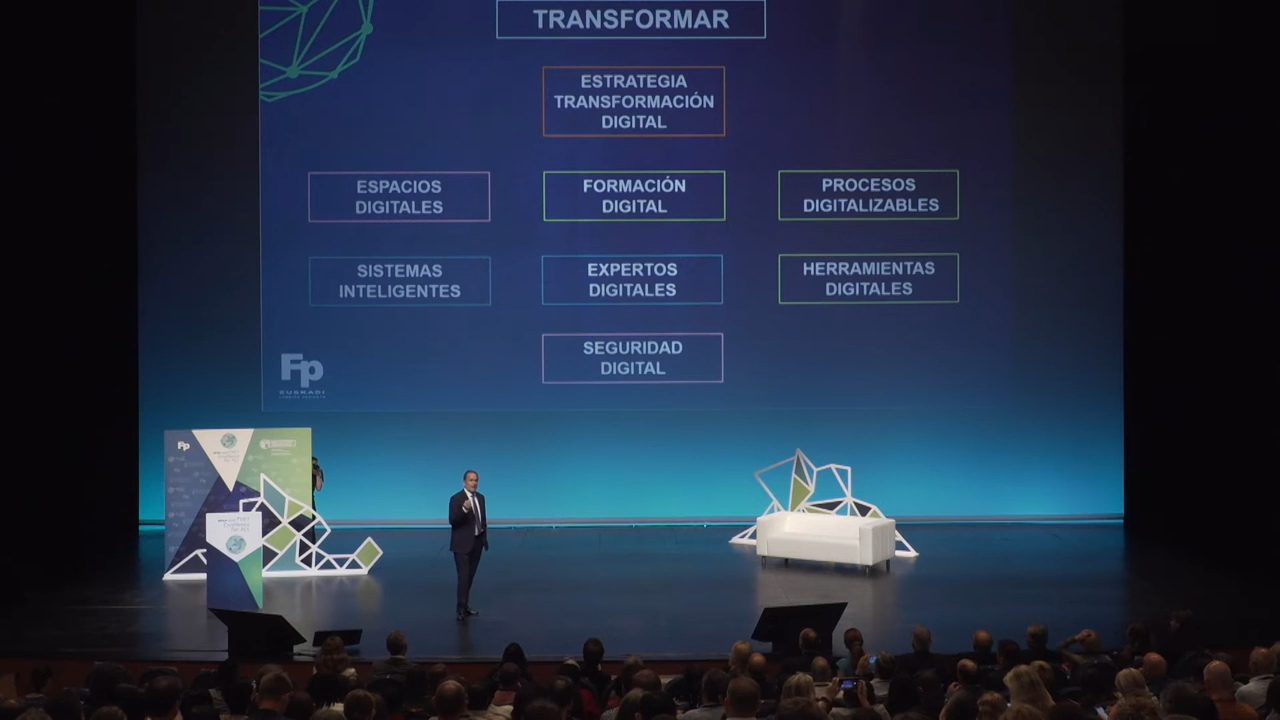 TRANSFORMAR
ESTRATEGIA
TRANSFORMACIÓN
DIGITAL
ESPACIOS
DIGITALES
FORMACIÓN
DIGITAL
PROCESOS
DIGITALIZABLES
SISTEMAS
INTELIGENTES
EXPERTOS
DIGITALES
HERRAMIENTAS
DIGITALES
SEGURIDAD
DIGITAL
Fp
EUSKADI
Fp